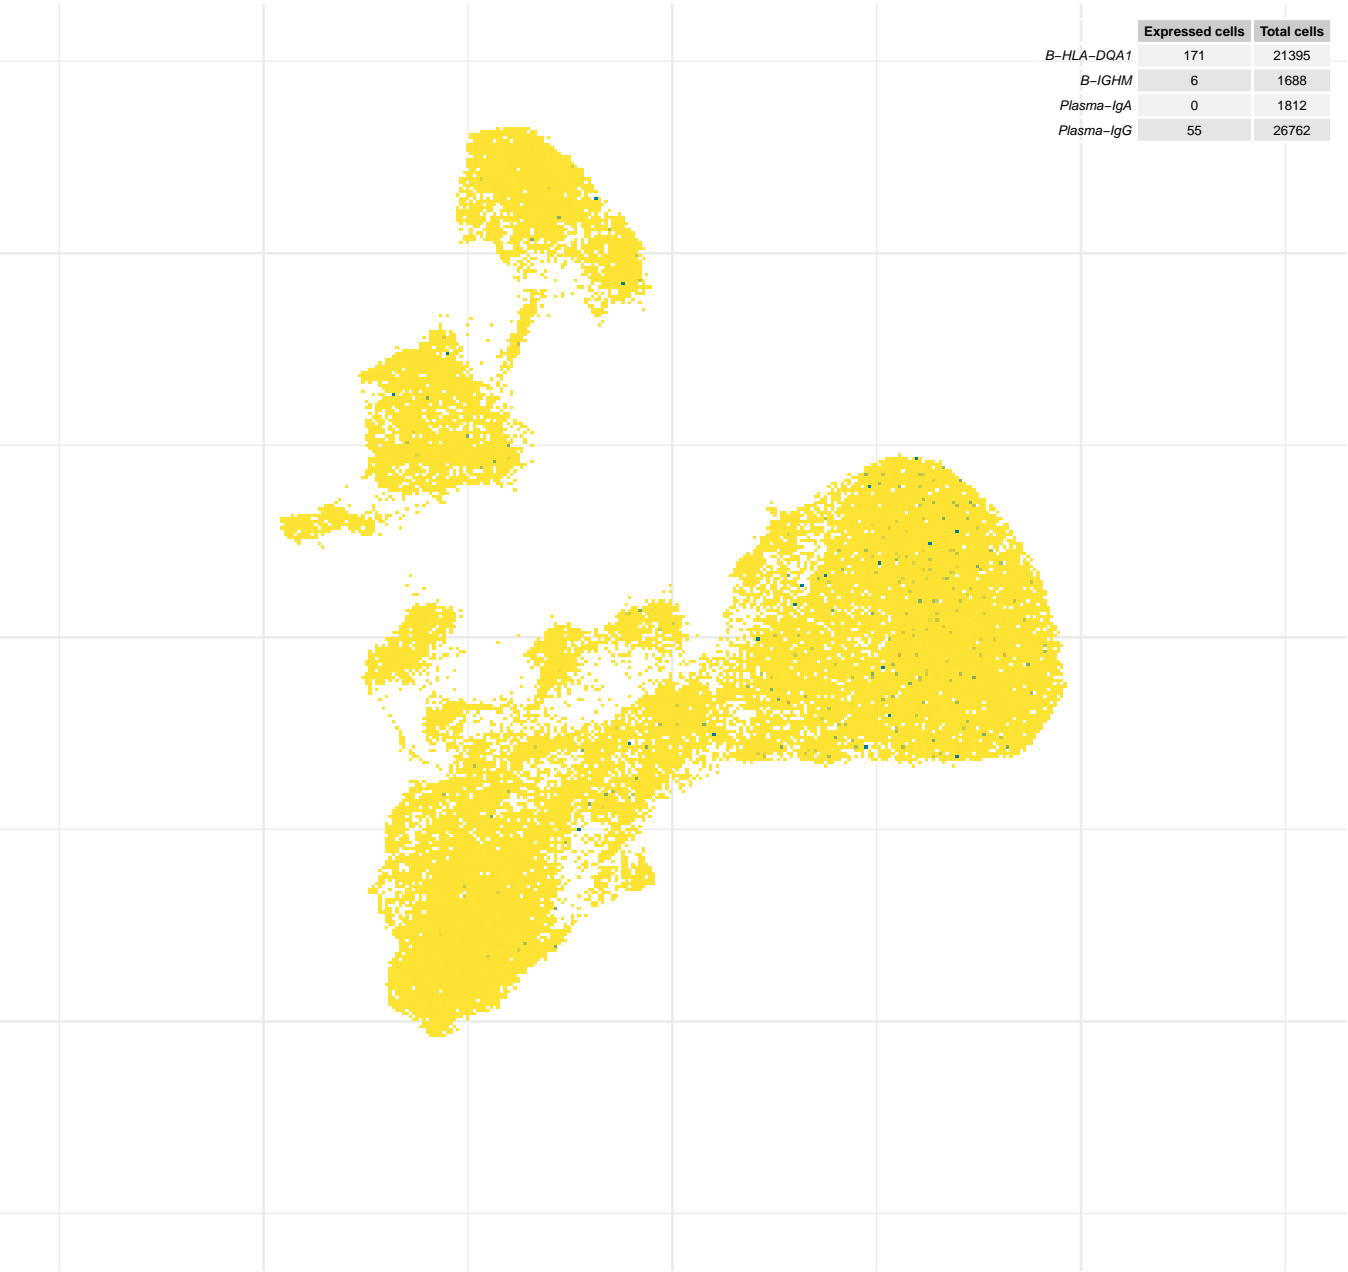 Expressed cells Total cells
B−HLA−DQA1 171 21395
B−IGHM 6 1688
Plasma−IgA 0 1812
Plasma−IgG 55 26762